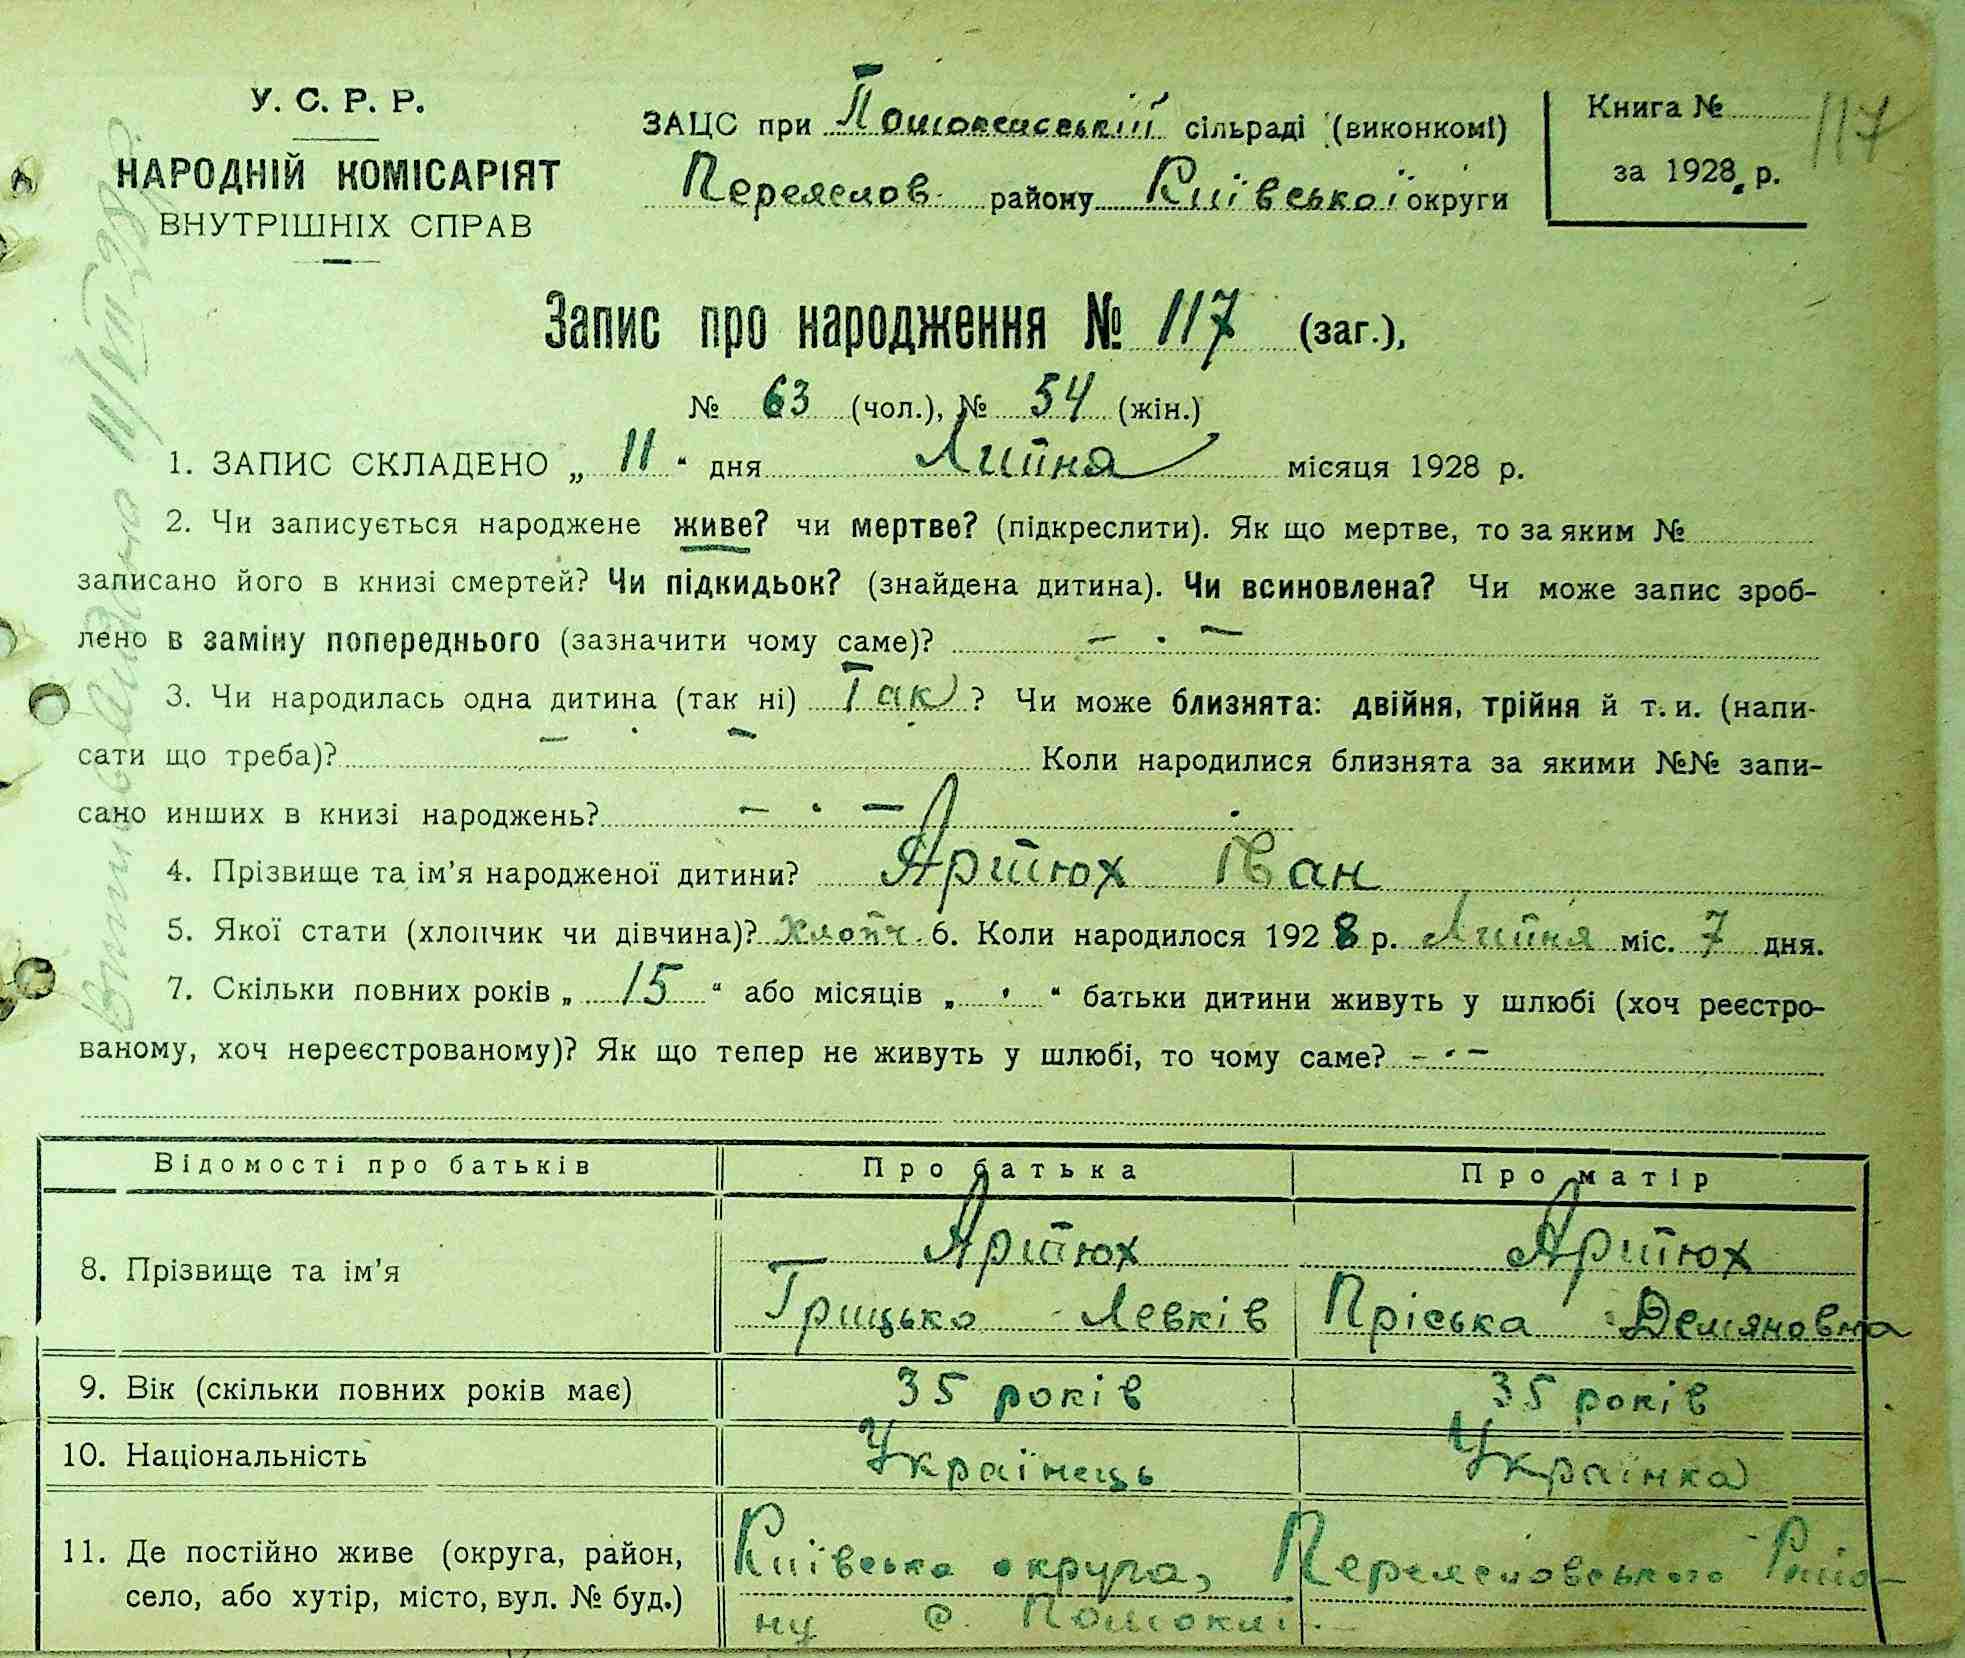 У. С. Р. Р.
НАРОДНІЙ КОМІСАРІЯТ
ВНУТРІШНІХ СПРАВ
ЗАЦС при сільраді (виконкомі)
Переяслов району Київської округи
Книга № 117
за 1928 р.
Запис про народження № 117 (заг.),
№ 63 (чол.), № 54 (жін.)
1. ЗАПИС СКЛАДЕНО „ 11 “ дня Липня місяця 1928 р.
2. Чи записується народжене живе? чи мертве? (підкреслити). Як що мертве, то за яким №
записано його в книзі смертей? Чи підкидьок? (знайдена дитина). Чи всиновлена? Чи може запис зроб-
лено в заміну попереднього (зазначити чому саме)? — · —
3. Чи народилась одна дитина (так ні) Так ? Чи може близнята: двійня, трійня й т. и. (напи-
сати що треба)? — · — Коли народилися близнята за якими №№ запи-
сано инших в книзі народжень? — · —
4. Прізвище та ім’я народженої дитини? Артюх Іван
5. Якої стати (хлопчик чи дівчина)? хлопч. 6. Коли народилося 1928 р. Липня міс. 7 дня.
7. Скільки повних років „ 15 “ або місяців „ · “ батьки дитини живуть у шлюбі (хоч реєстро-
ваному, хоч нереєстрованому)? Як що тепер не живуть у шлюбі, то чому саме? — · —
Відомості про батьків Про батька Про матір
8. Прізвище та ім’я
Артюх Артюх
Грицько Левків Пріська Демяновна
9. Вік (скільки повних років має) 35 років 35 років
10. Національність Українець Українка
11. Де постійно живе (округа, район,
село, або хутір, місто, вул. № буд.)
Київська округа, Переясловського Райо-
ну с. Помокли.